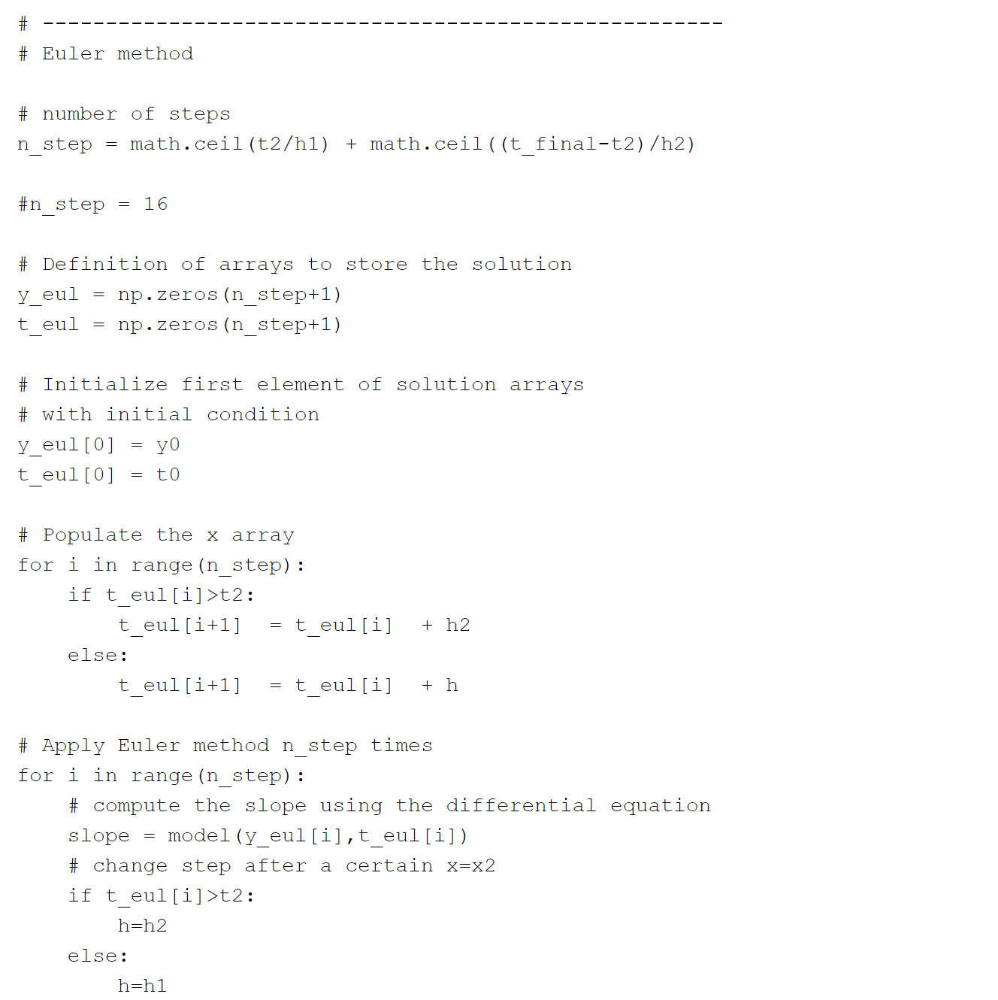 # ------------------------------------------------------
# Euler method
# number of steps
n_step = math.ceil(t2/h1) + math.ceil((t_final-t2)/h2)
#n_step = 16
# Definition of arrays to store the solution
y_eul = np.zeros(n_step+1)
t_eul = np.zeros(n_step+1)
# Initialize first element of solution arrays
# with initial condition
y_eul[0] = y0
t_eul[0] = t0
# Populate the x array
for i in range(n_step):
    if t_eul[i]>t2:
        t_eul[i+1]  = t_eul[i]  + h2
    else:
        t_eul[i+1]  = t_eul[i]  + h
# Apply Euler method n_step times
for i in range(n_step):
    # compute the slope using the differential equation
    slope = model(y_eul[i],t_eul[i])
    # change step after a certain x=x2
    if t_eul[i]>t2:
        h=h2
    else:
        h=h1